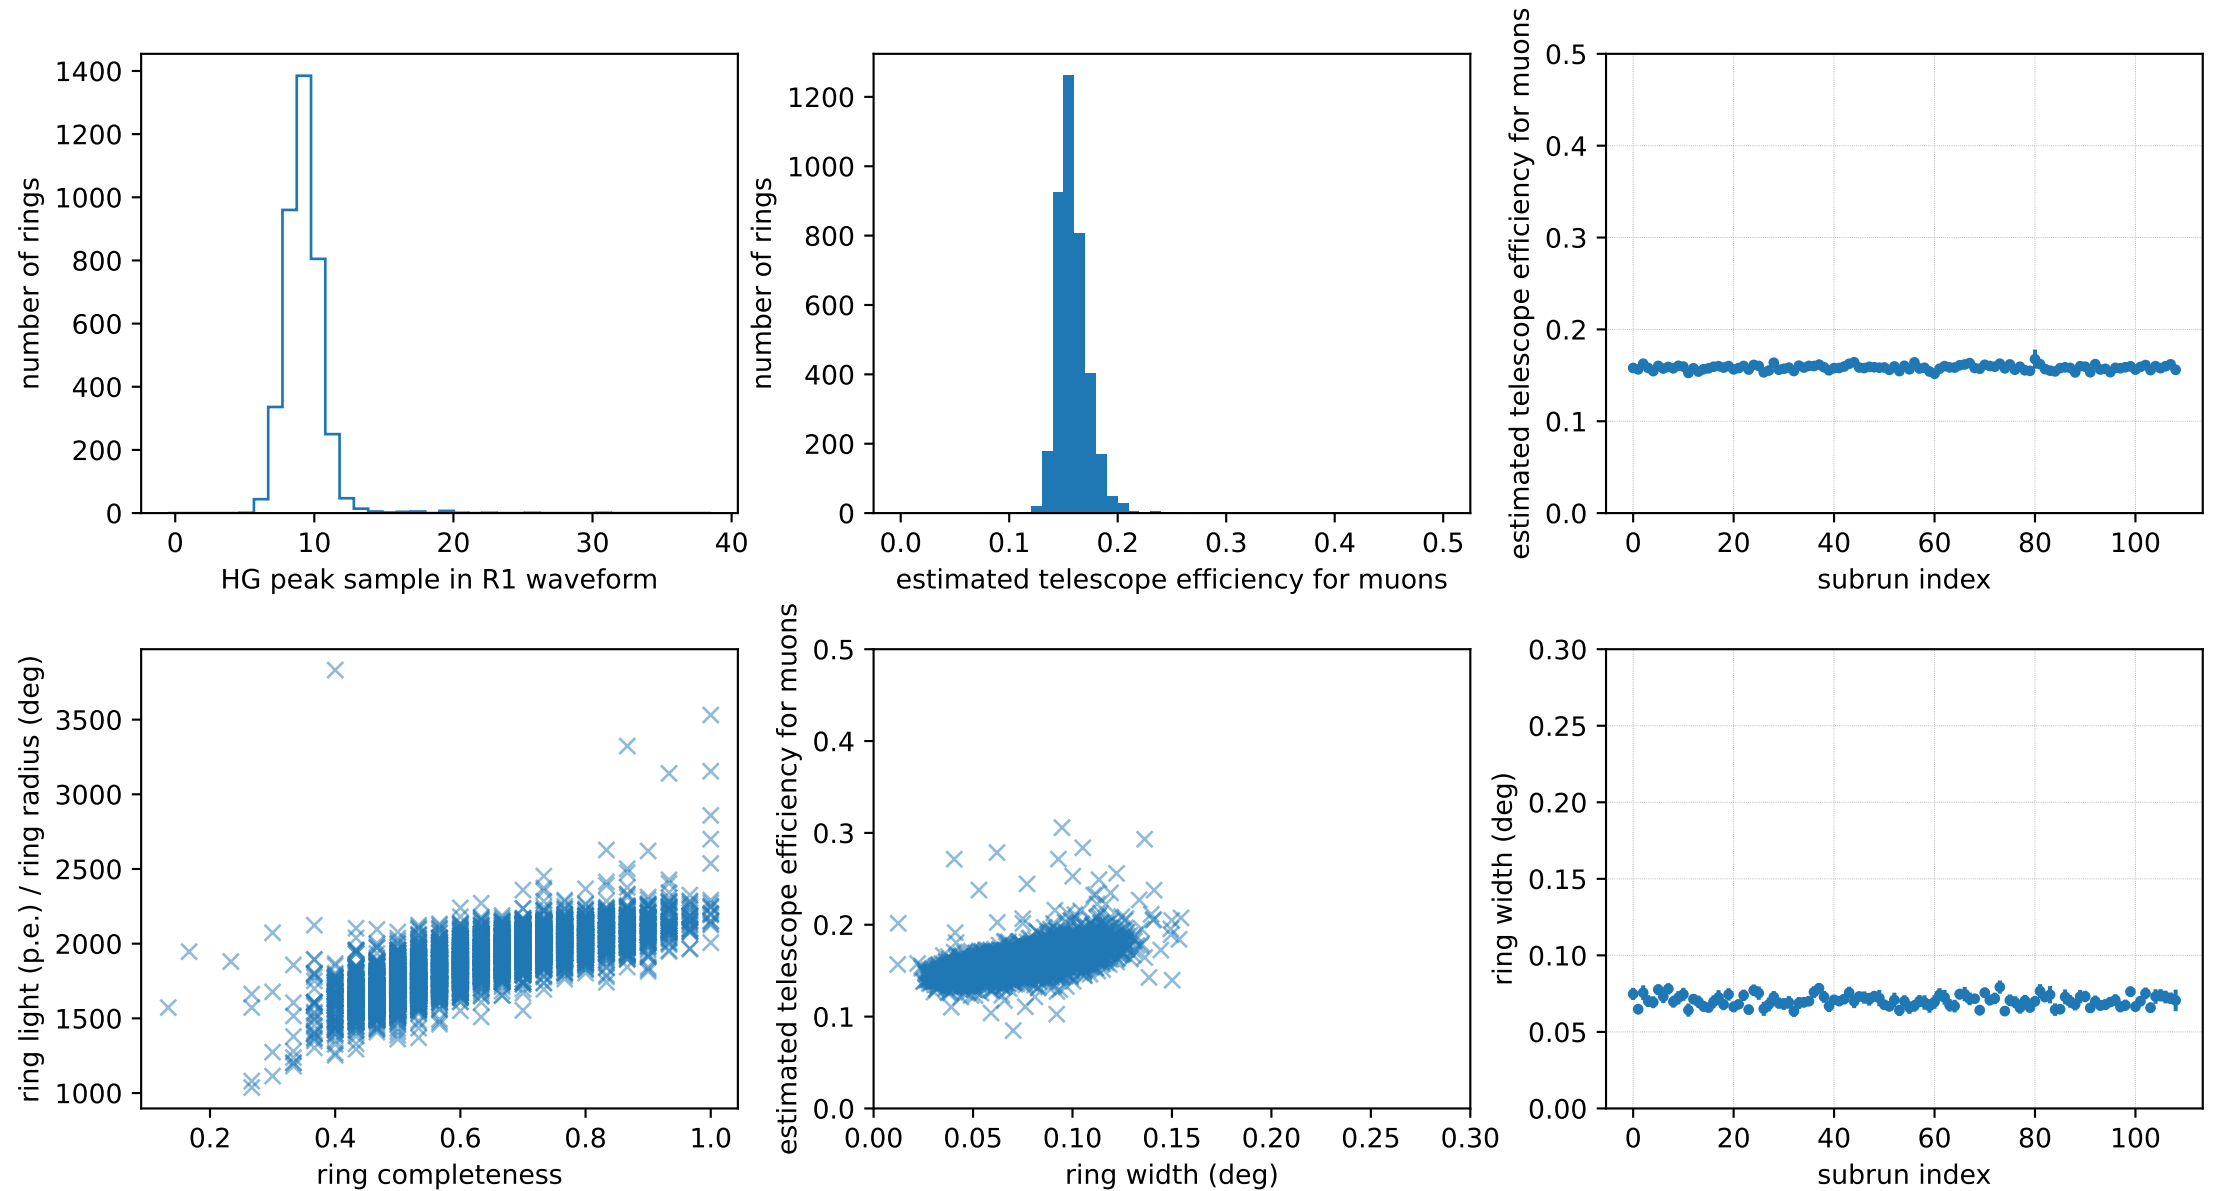 1400
1200
1000
800
600
400
200
0
number of rings
0 10 20 30 40
HG peak sample in R1 waveform
1200
1000
800
600
400
200
0
number of rings
0.0 0.1 0.2 0.3 0.4 0.5
estimated telescope efficiency for muons
0.5
0.4
0.3
0.2
0.1
0.0
estimated telescope efficiency for muons
0 20 40 60 80 100
subrun index
3500
3000
2500
2000
1500
1000
ring light (p.e.) / ring radius (deg)
0.2 0.4 0.6 0.8 1.0
ring completeness
0.5
0.4
0.3
0.2
0.1
0.0
estimated telescope efficiency for muons
0.00 0.05 0.10 0.15 0.20 0.25 0.30
ring width (deg)
0.30
0.25
0.20
0.15
0.10
0.05
0.00
ring width (deg)
0 20 40 60 80 100
subrun index